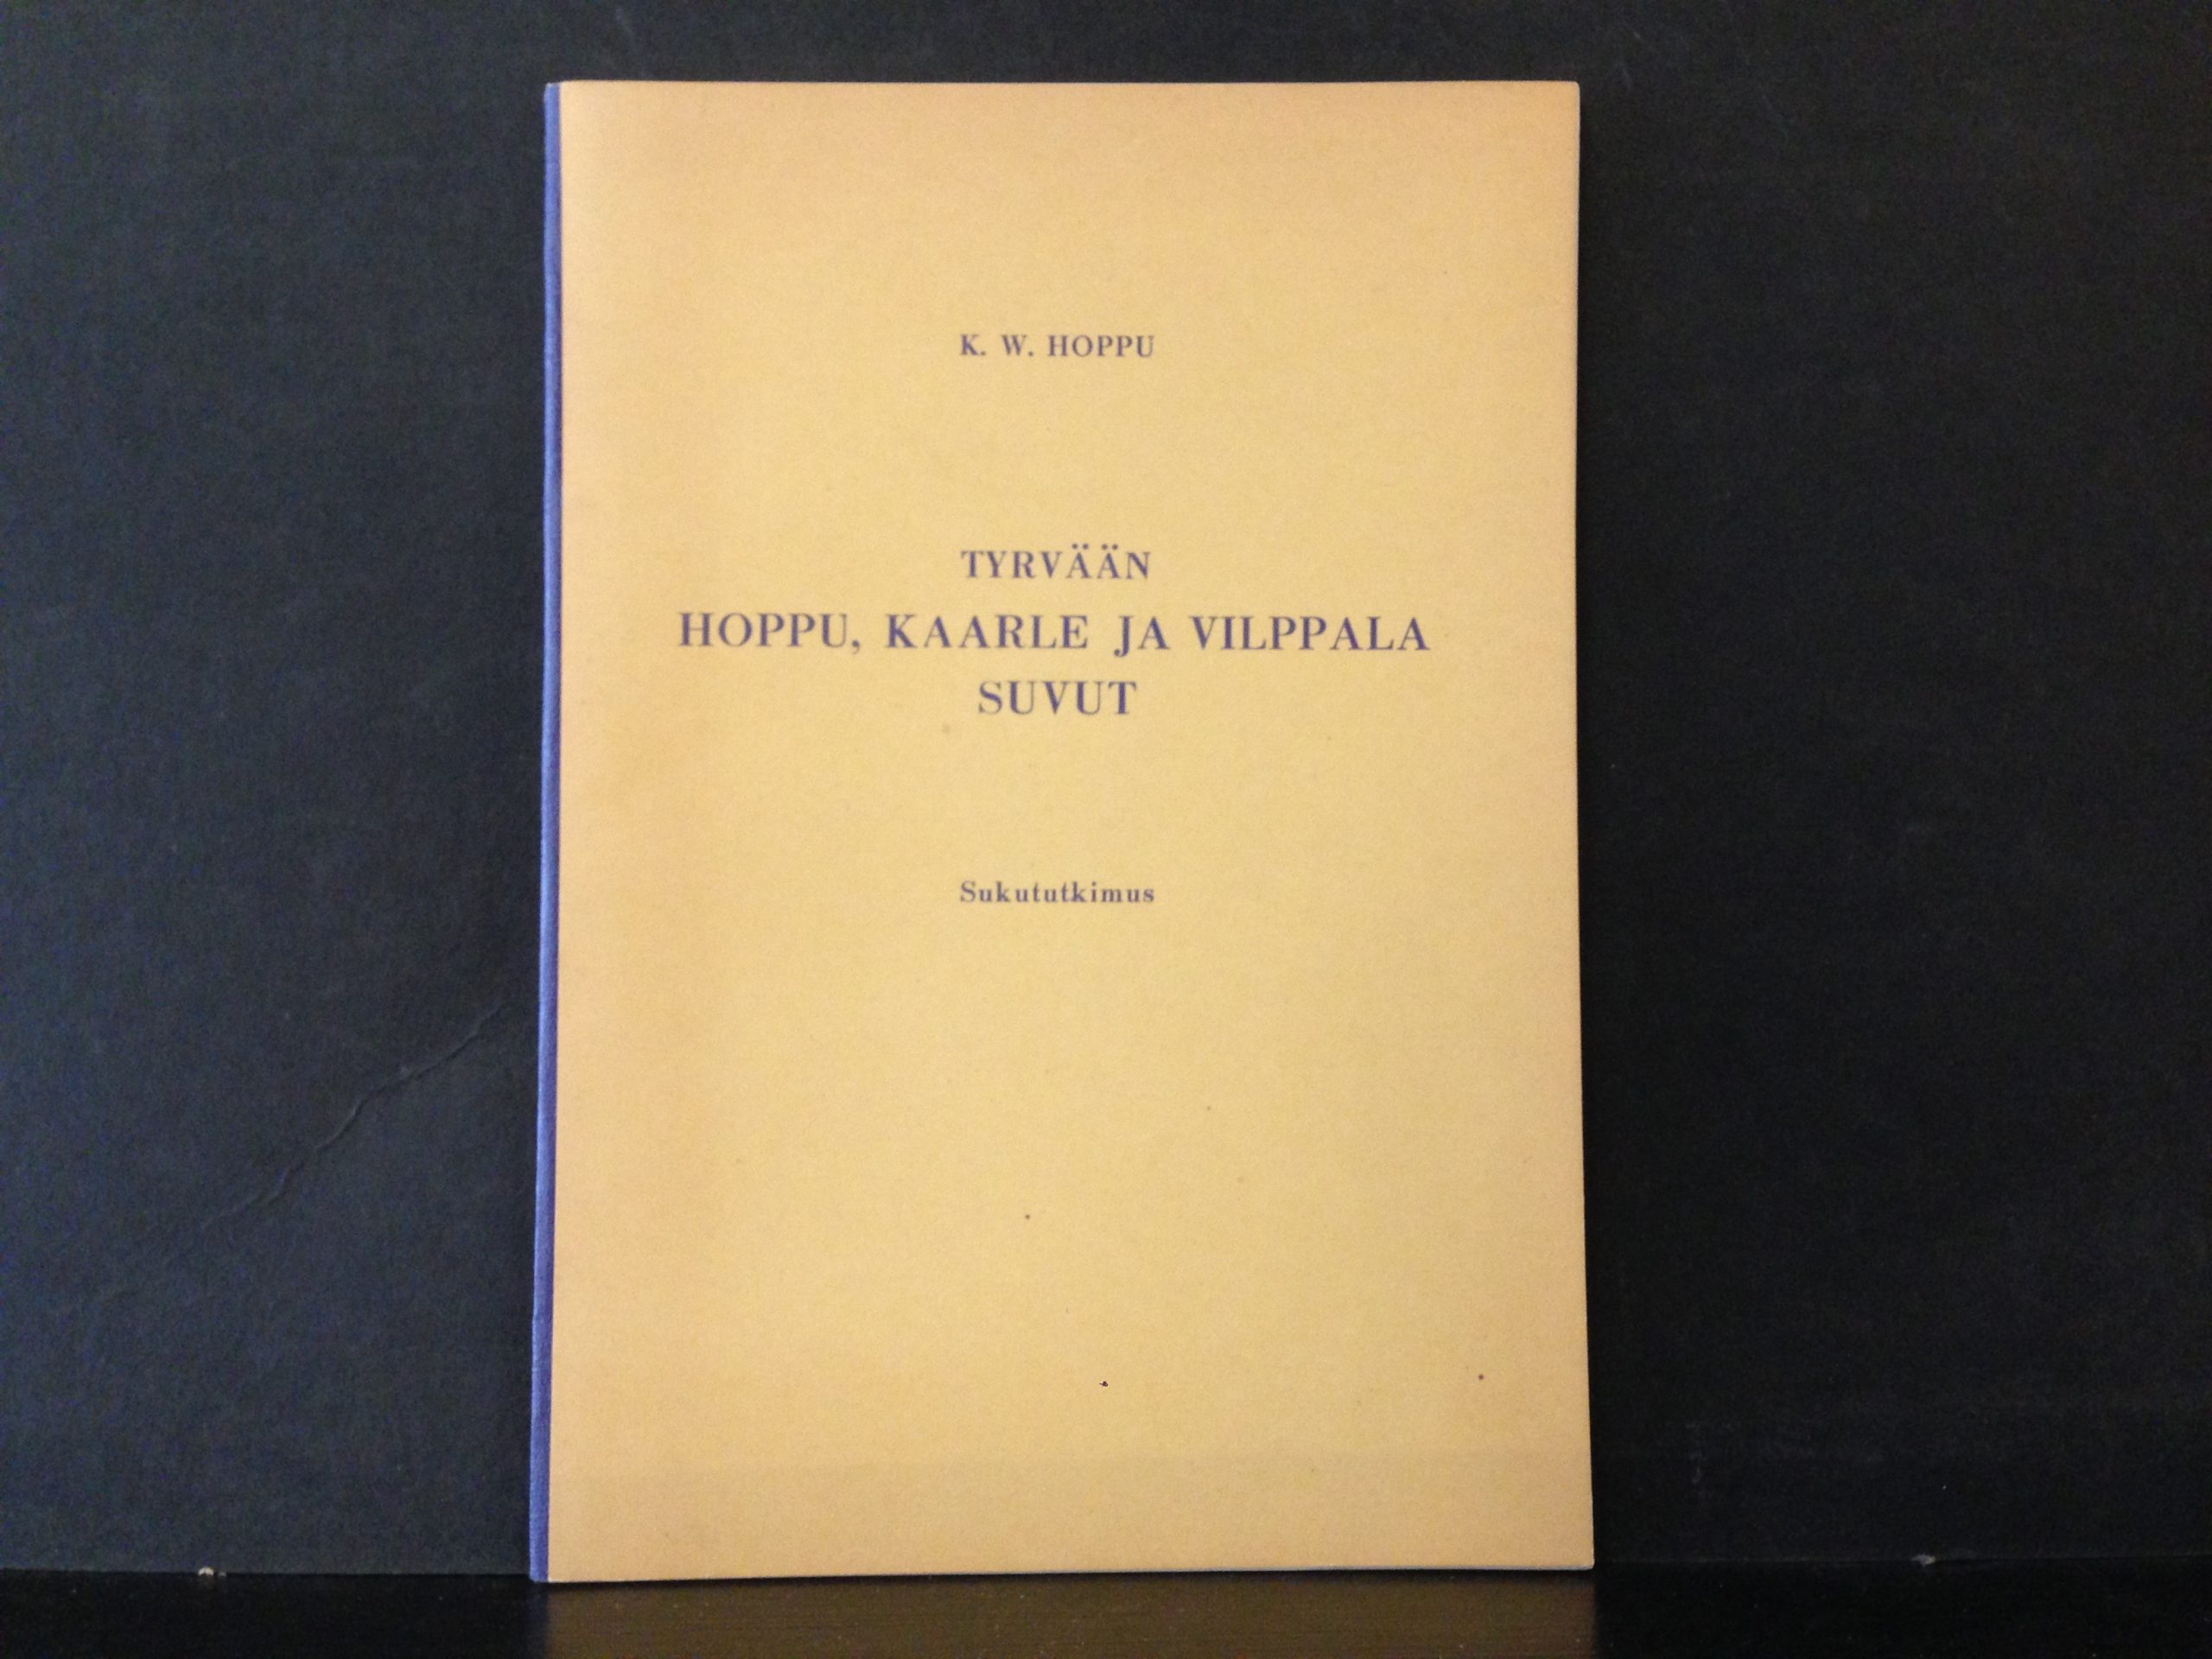 K. W. HOPPU
TYRVÄÄN
HOPPU, KAARLE JA VILPPALA
SUVUT
Sukututkimus